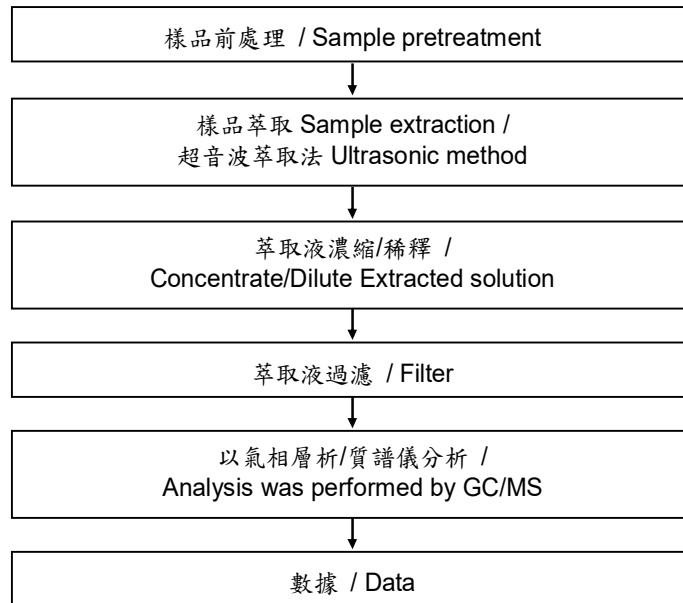 樣品前處理 / Sample pretreatment
樣品萃取 Sample extraction /
超音波萃取法 Ultrasonic method
萃取液濃縮/稀釋 /
Concentrate/Dilute Extracted solution
萃取液過濾 / Filter
以氣相層析/質譜儀分析 /
Analysis was performed by GC/MS
數據 / Data